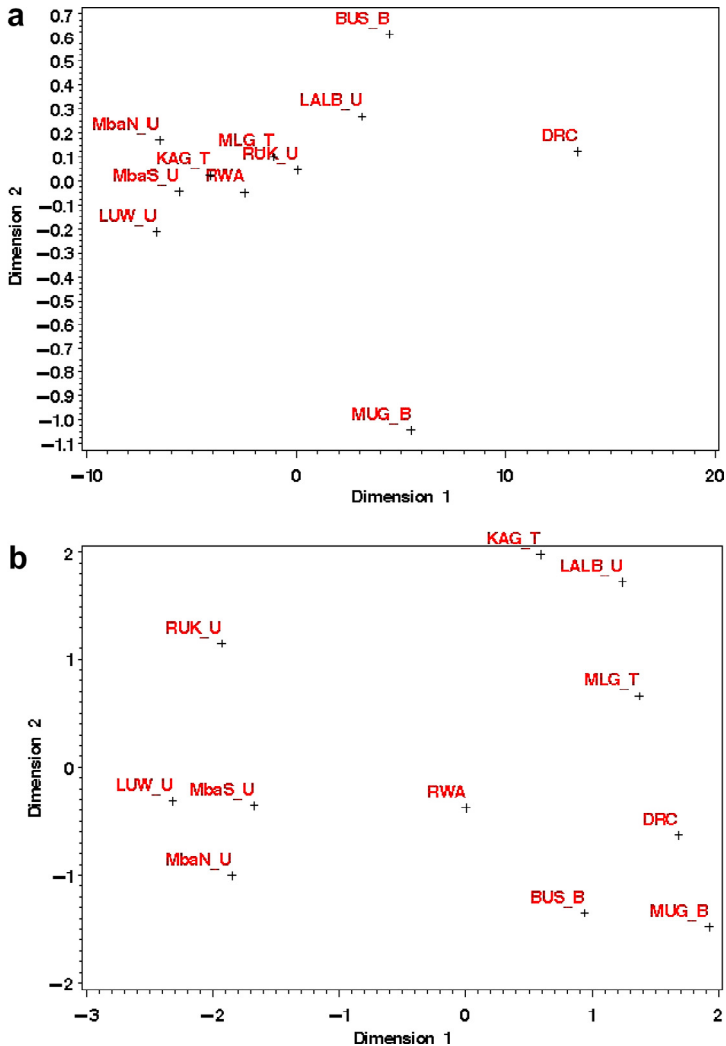 a
0.7
0.6
0.5
0.4
0.3
0.2
0.1
0.0
−0.1
−0.2
−0.3
−0.4
−0.5
−0.6
−0.7
−0.8
−0.9
−1.0
−1.1
Dimension 2
BUS_B
LALB_U
MbaN_U
MLG_T
DRC
KAG_T
RUK_U
MbaS_U
RWA
LUW_U
MUG_B
−10
0
10
20
Dimension 1
b
2
1
0
−1
−2
Dimension 2
KAG_T
LALB_U
RUK_U
MLG_T
LUW_U
MbaS_U
RWA
DRC
MbaN_U
BUS_B
MUG_B
−3
−2
−1
0
1
2
Dimension 1